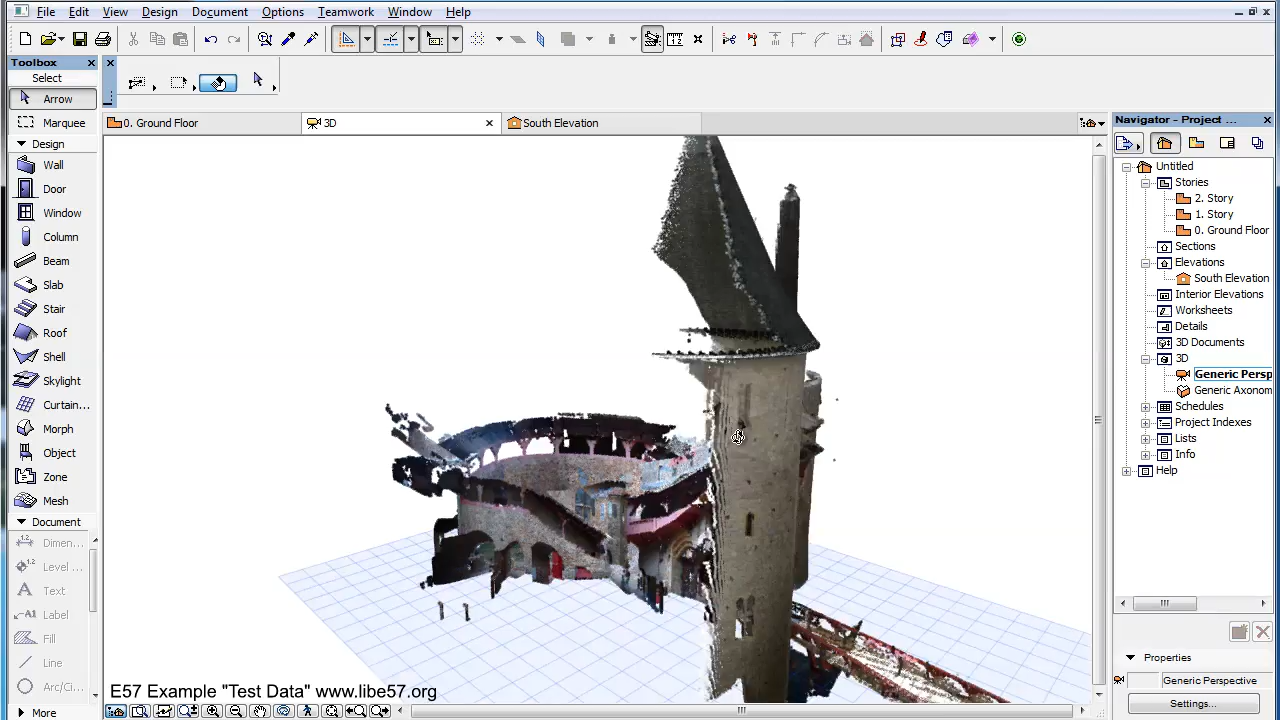 File Edit View Design Document Options Teamwork Window Help
Toolbox
Select
Arrow
Marquee
Design
Wall
Door
Window
Column
Beam
Slab
Stair
Roof
Shell
Skylight
Curtain...
Morph
Object
Zone
Mesh
Document
Dimen...
Level ...
Text
A1 Label
Fill
Line
Arc/Ci...
More
0. Ground Floor
3D
South Elevation
E57 Example "Test Data" www.libe57.org
Navigator - Project ...
Untitled
Stories
2. Story
1. Story
0. Ground Floor
Sections
Elevations
South Elevation
Interior Elevations
Worksheets
Details
3D Documents
3D
Generic Persp
Generic Axonom
Schedules
Project Indexes
Lists
Info
Help
Properties
Generic Perspective
Settings...